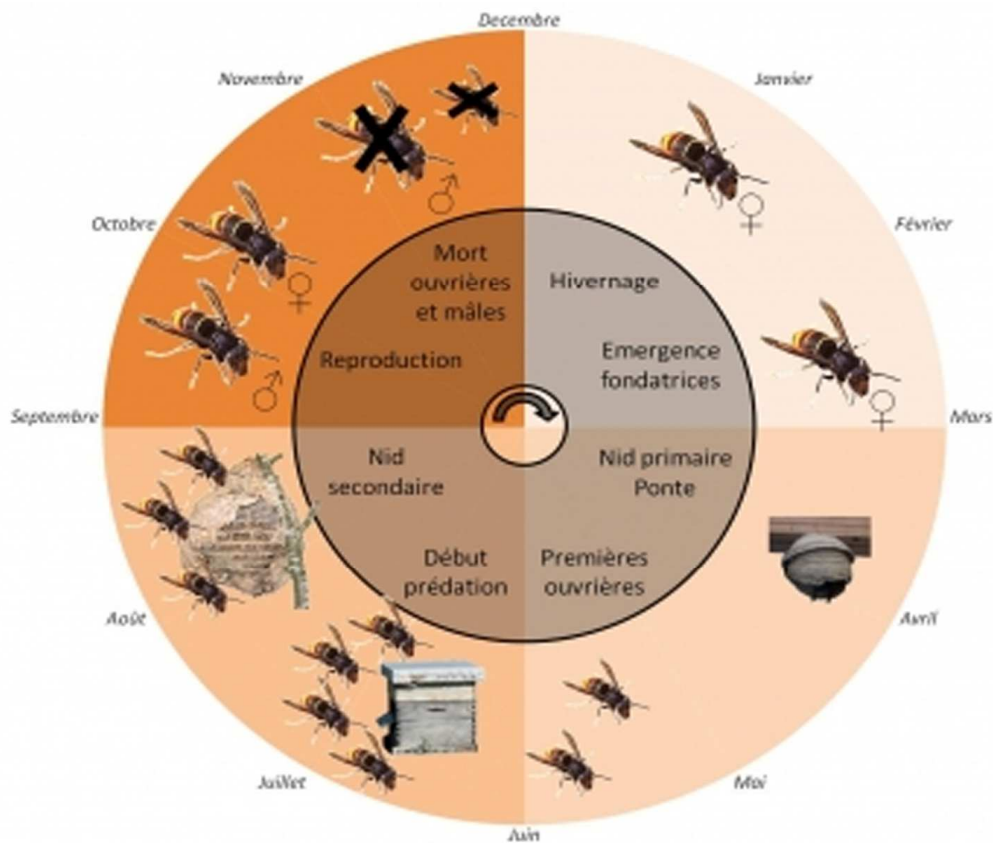 Decembre
Novembre
Janvier
Octobre
Février
Mort
ouvrières
et mâles
Hivernage
Reproduction
Emergence
fondatrices
Septembre
Mars
Nid
secondaire
Nid primaire
Ponte
Début
prédation
Premières
ouvrières
Août
Avril
Juillet
Mai
Juin